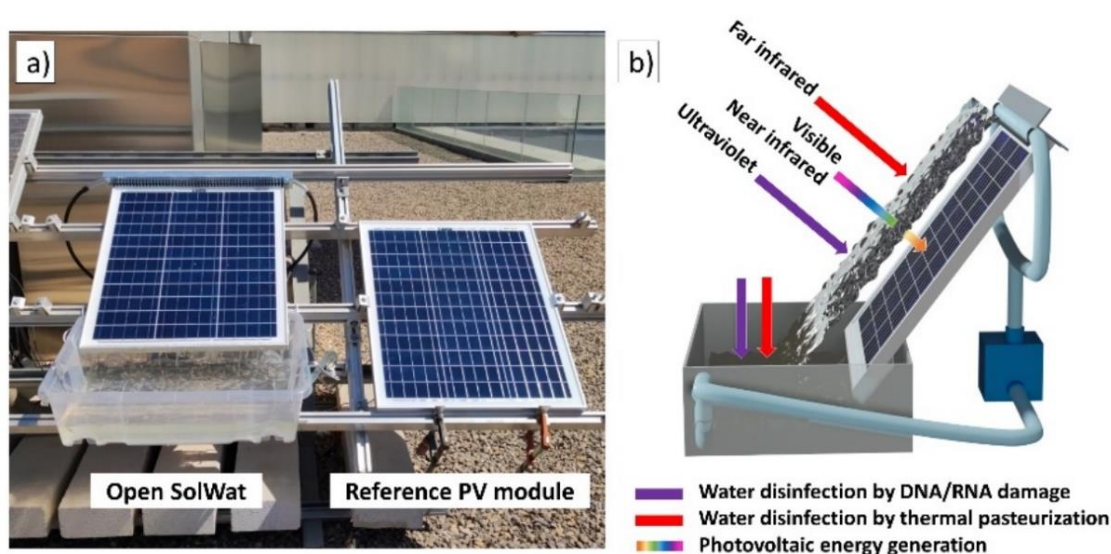 a)
Open SolWat
Reference PV module
b)
Far infrared
Visible
Near infrared
Ultraviolet
Water disinfection by DNA/RNA damage
Water disinfection by thermal pasteurization
Photovoltaic energy generation